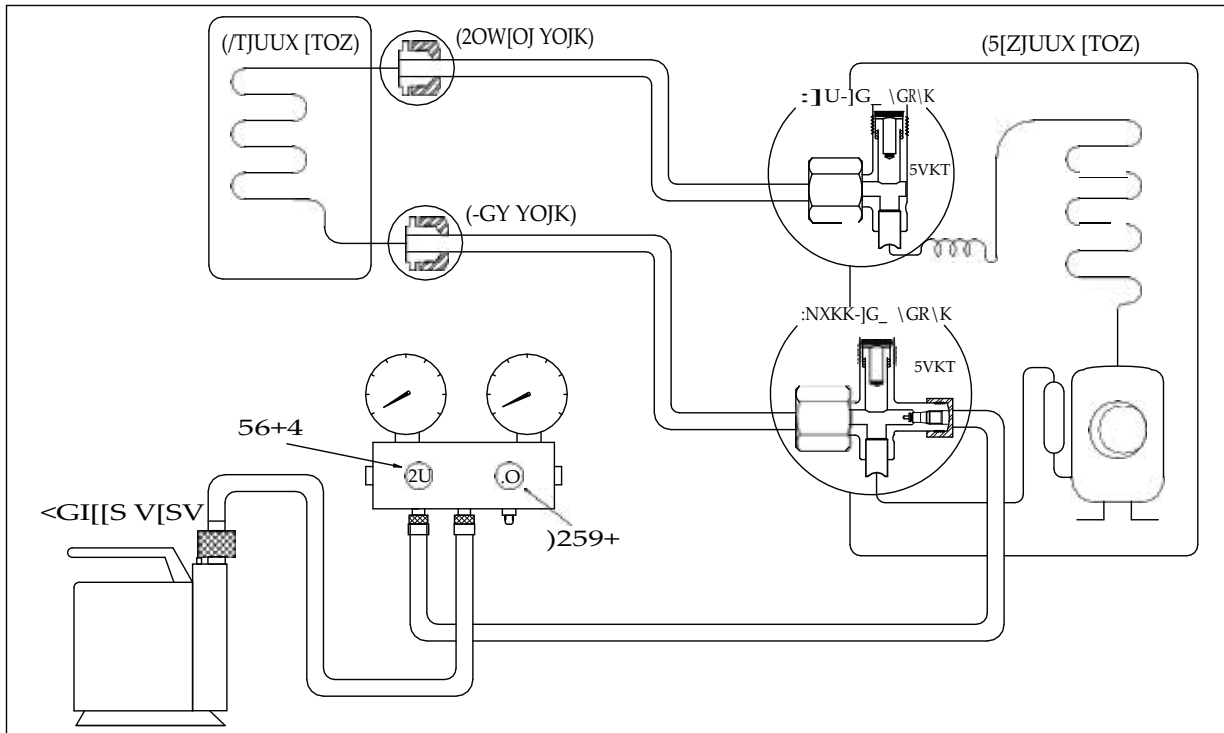 (/TJUUX [TOZ)
(2OW[OJ YOJK)
(5[ZJUUX [TOZ)
:]U-]G_ \GR\K
5VKT
(-GY YOJK)
:NXKK-]G_ \GR\K
5VKT
56+4
2U
.O
<GI[[S V[SV
)259+